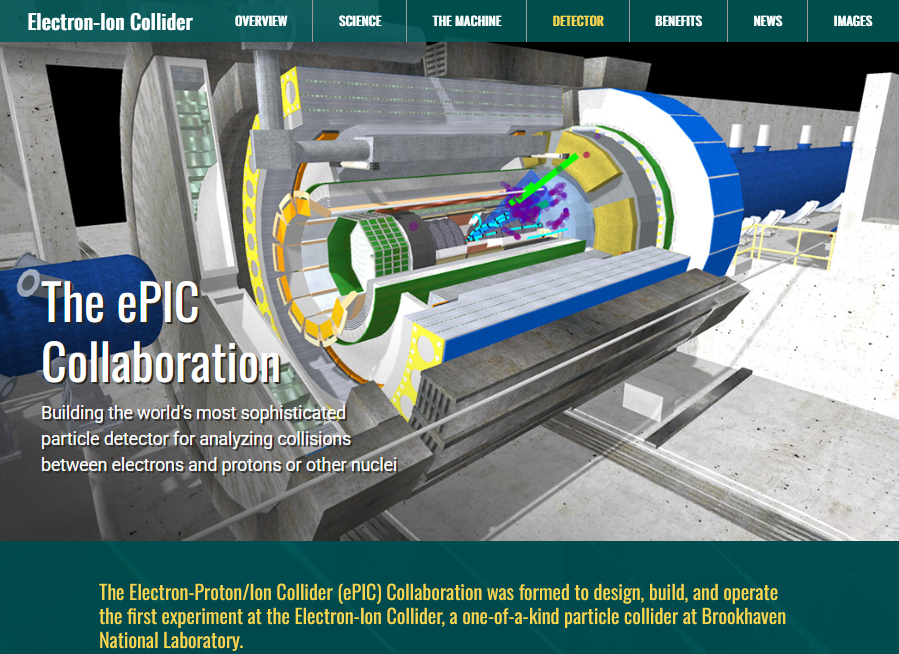 Electron-Ion Collider
OVERVIEW
SCIENCE
THE MACHINE
DETECTOR
BENEFITS
NEWS
IMAGES
The ePIC
Collaboration
Building the world's most sophisticated
particle detector for analyzing collisions
between electrons and protons or other nuclei
The Electron-Proton/Ion Collider (ePIC) Collaboration was formed to design, build, and operate
the first experiment at the Electron-Ion Collider, a one-of-a-kind particle collider at Brookhaven
National Laboratory.